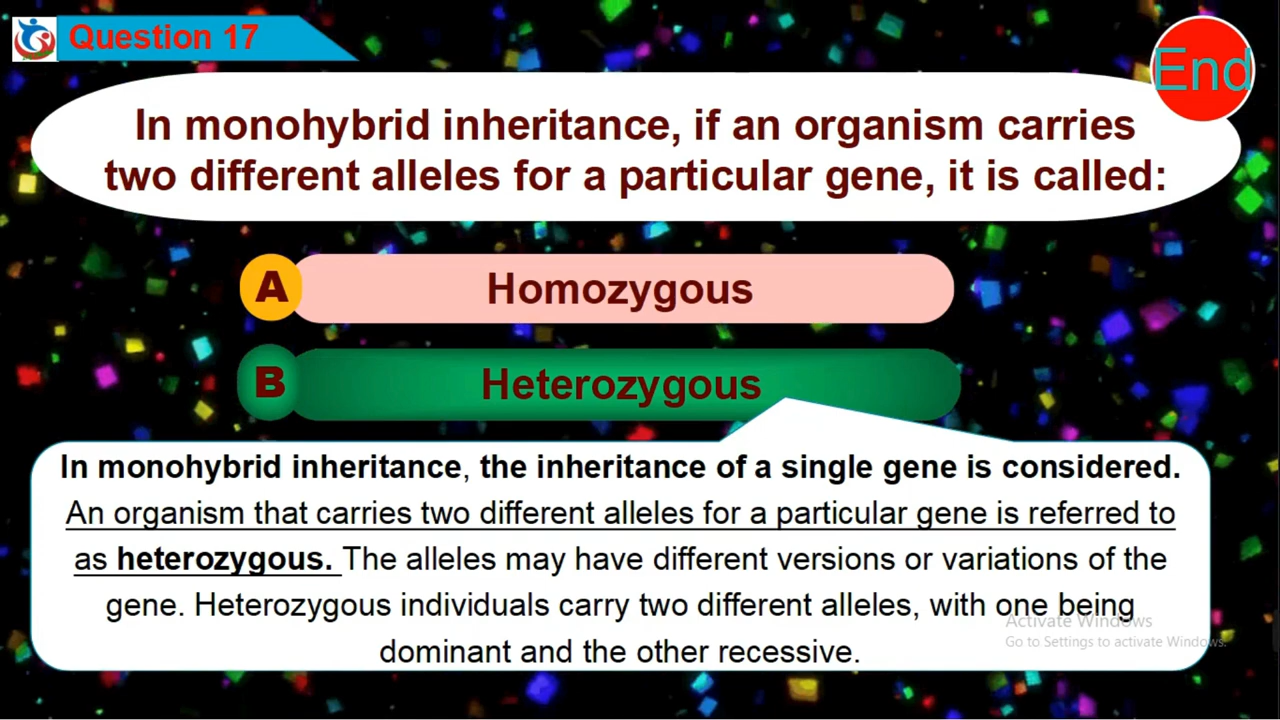 Question 17
End
In monohybrid inheritance, if an organism carries
two different alleles for a particular gene, it is called:
A
Homozygous
B
Heterozygous
In monohybrid inheritance, the inheritance of a single gene is considered.
An organism that carries two different alleles for a particular gene is referred to
as heterozygous. The alleles may have different versions or variations of the
gene. Heterozygous individuals carry two different alleles, with one being
dominant and the other recessive.
Activate Windows
Go to Settings to activate Windows.